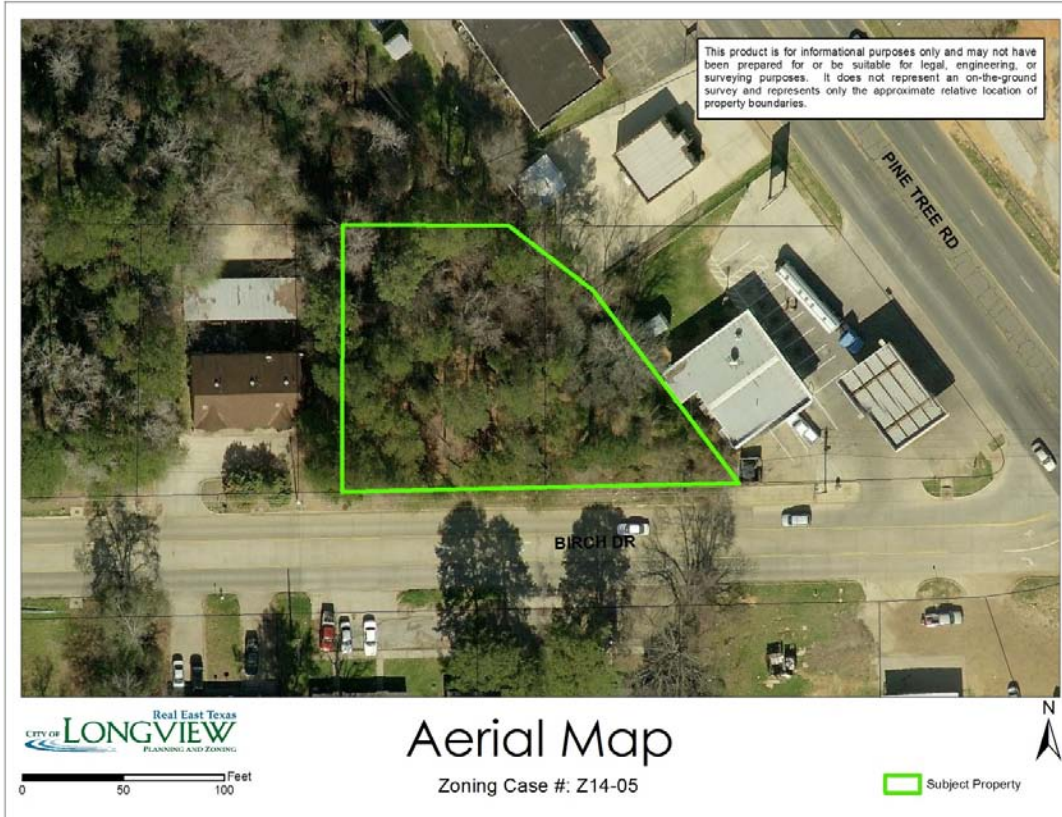 This product is for informational purposes only and may not have
been prepared for or be suitable for legal, engineering, or
surveying purposes. It does not represent an on-the-ground
survey and represents only the approximate relative location of
property boundaries.
PINE TREE RD
BIRCH DR
Real East Texas
CITY OF LONGVIEW
PLANNING AND ZONING
Feet
0 50 100
Aerial Map
Zoning Case #: Z14-05
N
Subject Property